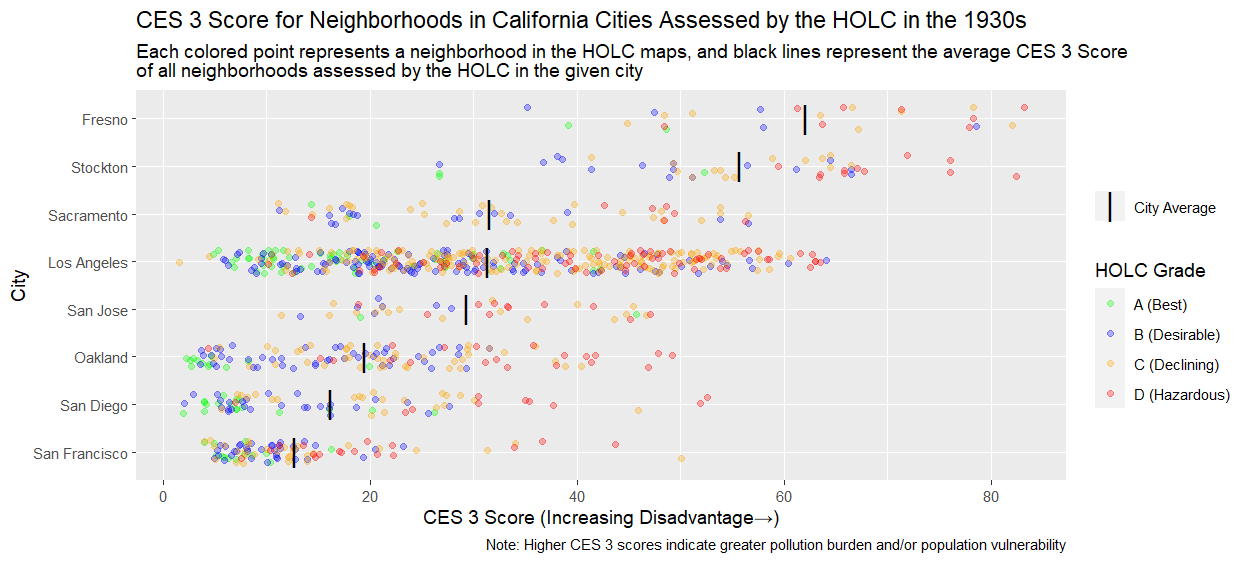 CES 3 Score for Neighborhoods in California Cities Assessed by the HOLC in the 1930s
Each colored point represents a neighborhood in the HOLC maps, and black lines represent the average CES 3 Score
of all neighborhoods assessed by the HOLC in the given city
City
Fresno
Stockton
Sacramento
Los Angeles
San Jose
Oakland
San Diego
San Francisco
0
20
40
60
80
CES 3 Score (Increasing Disadvantage→)
City Average
HOLC Grade
A (Best)
B (Desirable)
C (Declining)
D (Hazardous)
Note: Higher CES 3 scores indicate greater pollution burden and/or population vulnerability